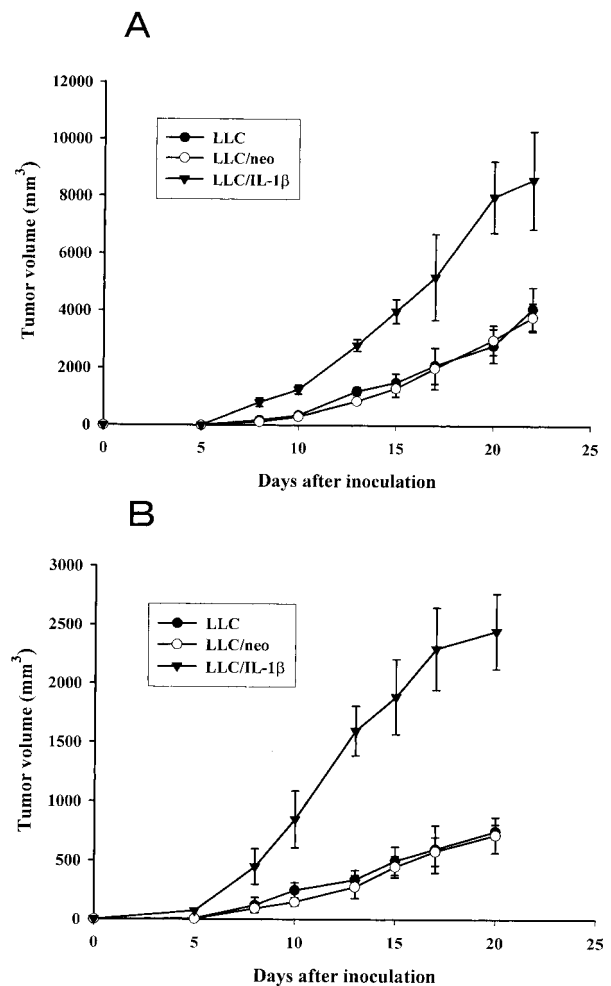 A
12000
10000
8000
6000
4000
2000
0
Tumor volume (mm³)
LLC
LLC/neo
LLC/IL-1β
0 5 10 15 20 25
Days after inoculation
B
3000
2500
2000
1500
1000
500
0
Tumor volume (mm³)
LLC
LLC/neo
LLC/IL-1β
0 5 10 15 20 25
Days after inoculation